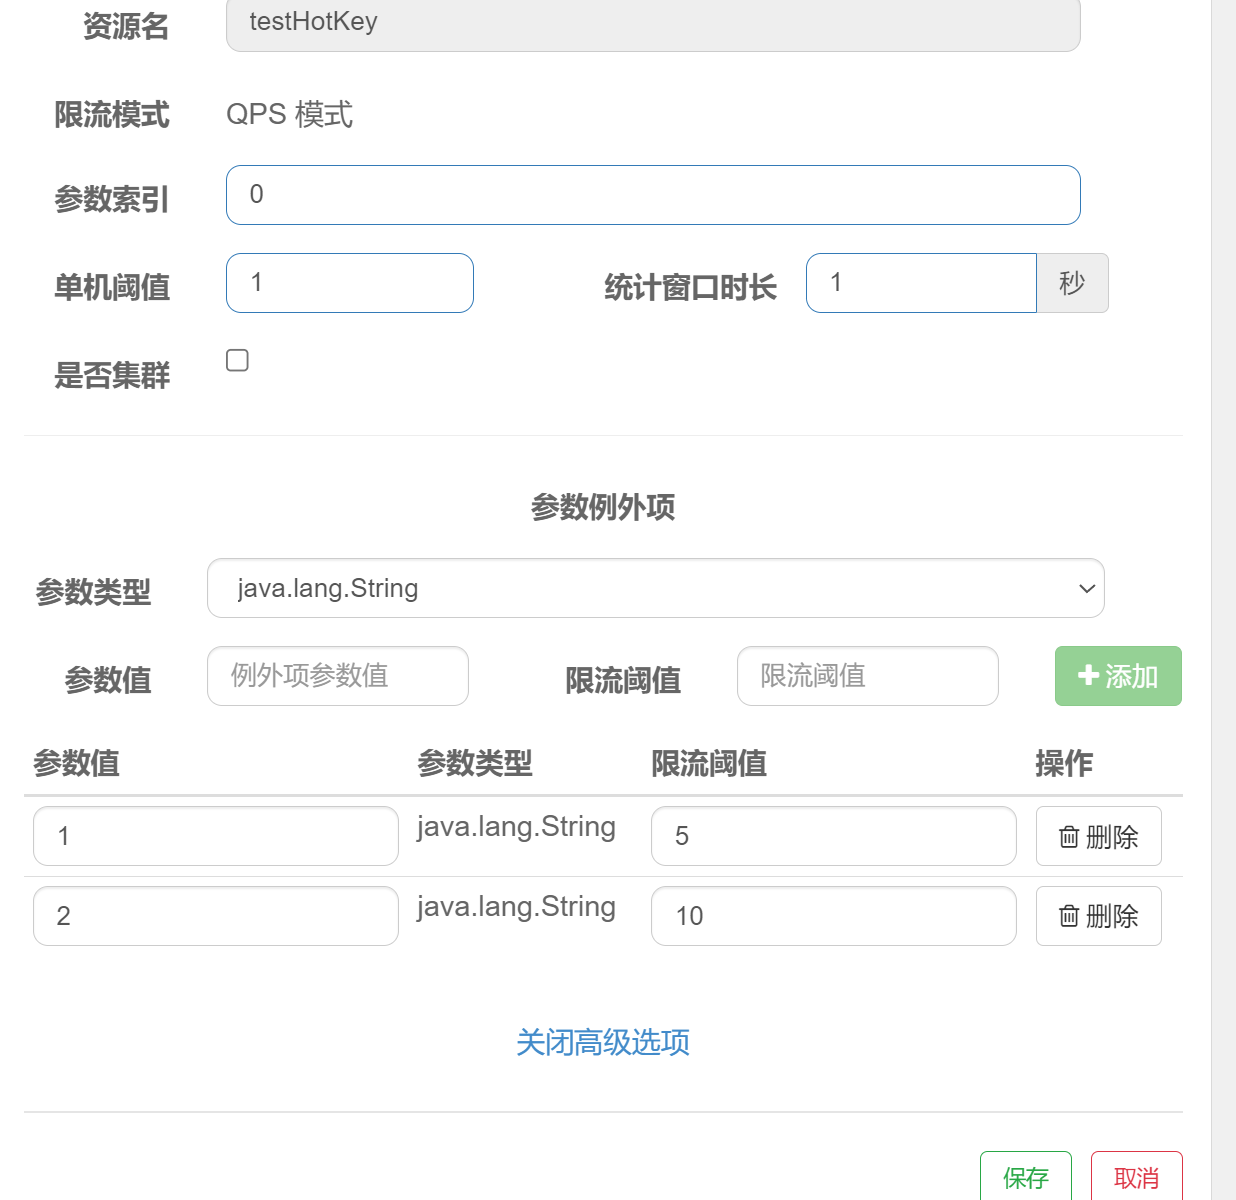 资源名 testHotKey
限流模式 QPS 模式
参数索引 0
单机阈值 1 统计窗口时长 1 秒
是否集群
参数例外项
参数类型 java.lang.String
参数值 例外项参数值 限流阈值 限流阈值 添加
参数值 参数类型 限流阈值 操作
1 java.lang.String 5 删除
2 java.lang.String 10 删除
关闭高级选项
保存 取消